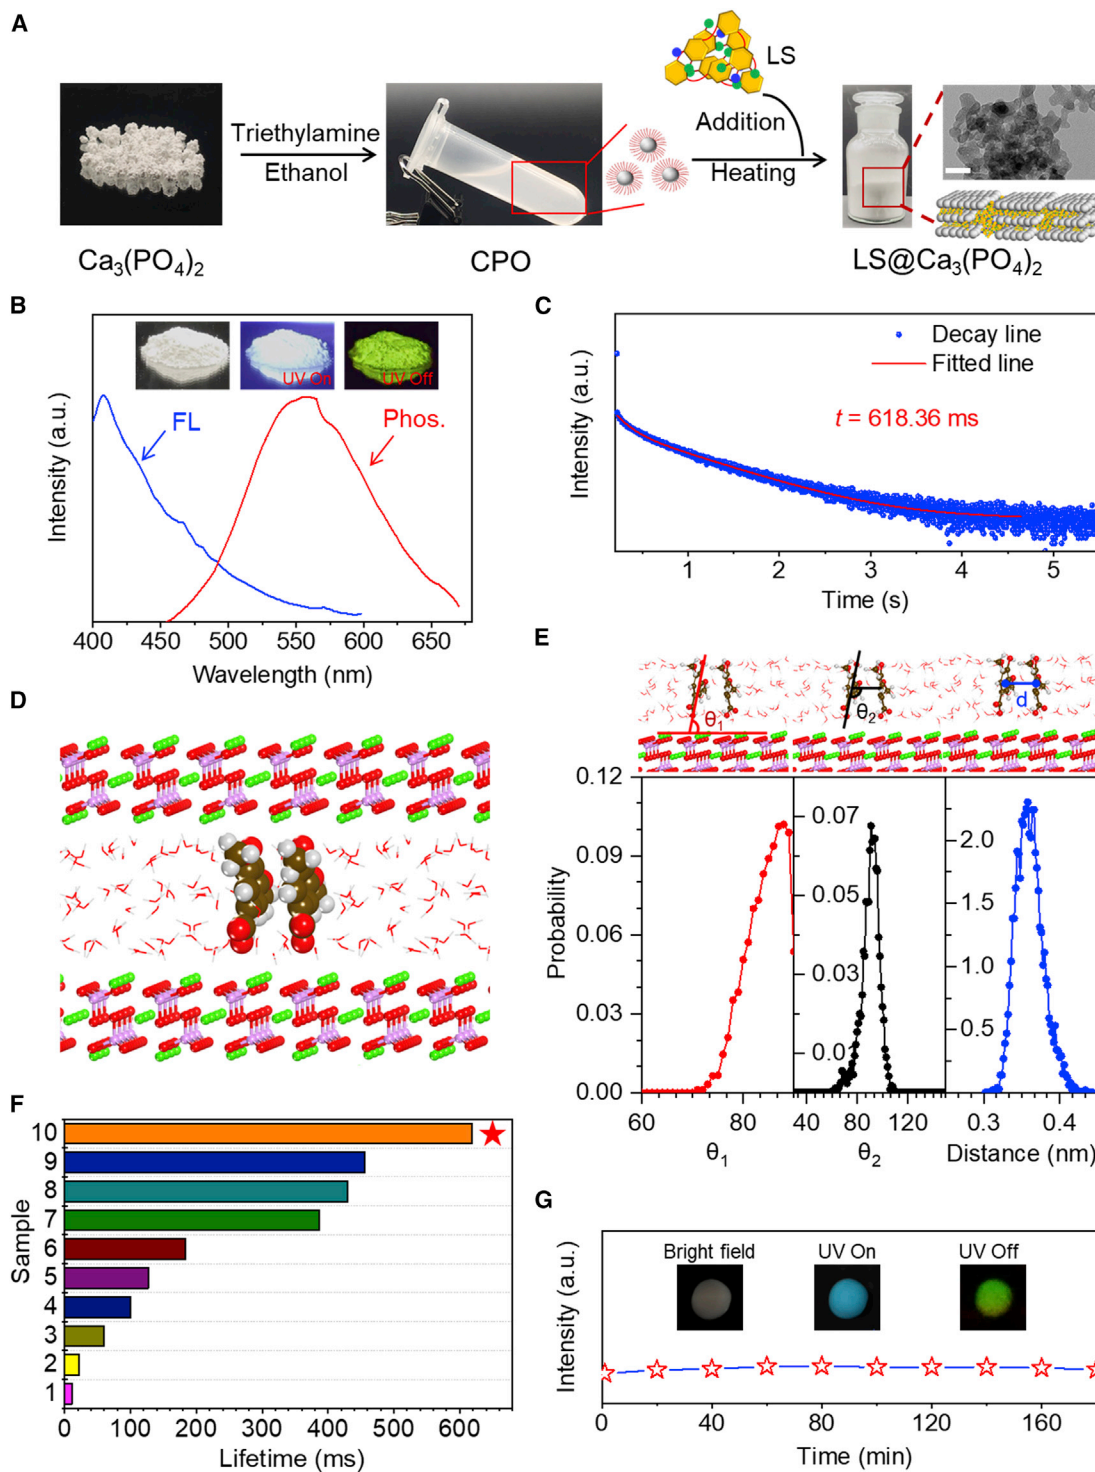 A
LS
Triethylamine
Ethanol
Addition
Heating
Ca₃(PO₄)₂
CPO
LS@Ca₃(PO₄)₂
B
Intensity (a.u.)
UV On
UV Off
FL
Phos.
400 450 500 550 600 650
Wavelength (nm)
C
Intensity (a.u.)
Decay line
Fitted line
t = 618.36 ms
1 2 3 4 5
Time (s)
D
E
θ₁
θ₂
d
Probability
0.12
0.09
0.06
0.03
0.00
0.07
0.05
0.03
0.0
2.0
1.5
1.0
0.5
60 80
80 120
0.3 0.4
θ₁
θ₂
Distance (nm)
F
Sample
10
9
8
7
6
5
4
3
2
1
0 100 200 300 400 500 600
Lifetime (ms)
G
Intensity (a.u.)
Bright field
UV On
UV Off
0 40 80 120 160
Time (min)